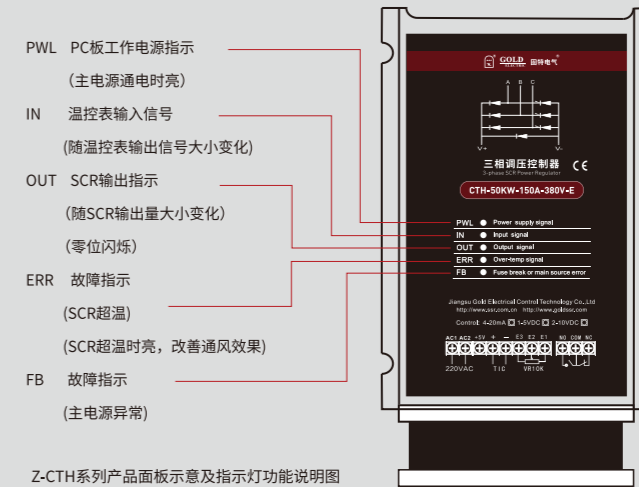 PWL PC板工作电源指示
（主电源通电时亮）
IN 温控表输入信号
(随温控表输出信号大小变化)
OUT SCR输出指示
（随SCR输出量大小变化）
（零位闪烁）
ERR 故障指示
(SCR超温)
(SCR超温时亮，改善通风效果)
FB 故障指示
(主电源异常)
Z-CTH系列产品面板示意及指示灯功能说明图
GOLD 固特电气
ELECTRIC
A B C
V+ V-
三相调压控制器 CE
3-phase SCR Power Regulator
CTH-50KW-150A-380V-E
PWL Power supply signal
IN Input signal
OUT Output signal
ERR Over-temp signal
FB Fuse break or main source error
Jiangsu Gold Electrical Control Technology Co.,Ltd
http://www.ssr.com.cn http://www.goldssr.com
Control: 4-20mA 1-5VDC 2-10VDC
AC1 AC2 +5V + - E3 E2 E1 NO COM NC
220VAC TIC VR10K